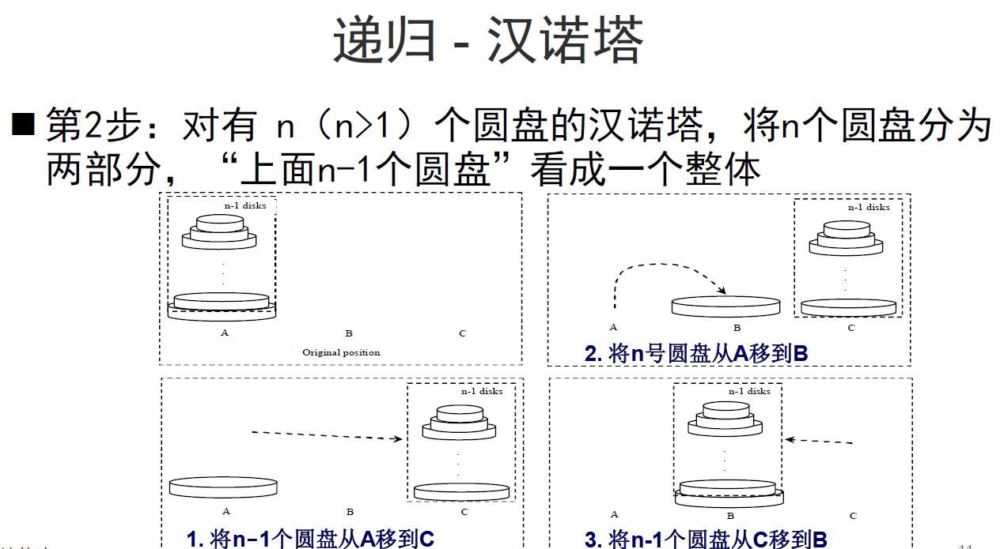 递归 - 汉诺塔
■ 第2步：对有 n（n>1）个圆盘的汉诺塔，将n个圆盘分为
两部分，“上面n-1个圆盘”看成一个整体
n-1 disks
A B C
Original position
n-1 disks
A B C
2. 将n号圆盘从A移到B
n-1 disks
A B C
1. 将n-1个圆盘从A移到C
n-1 disks
A B C
3. 将n-1个圆盘从C移到B